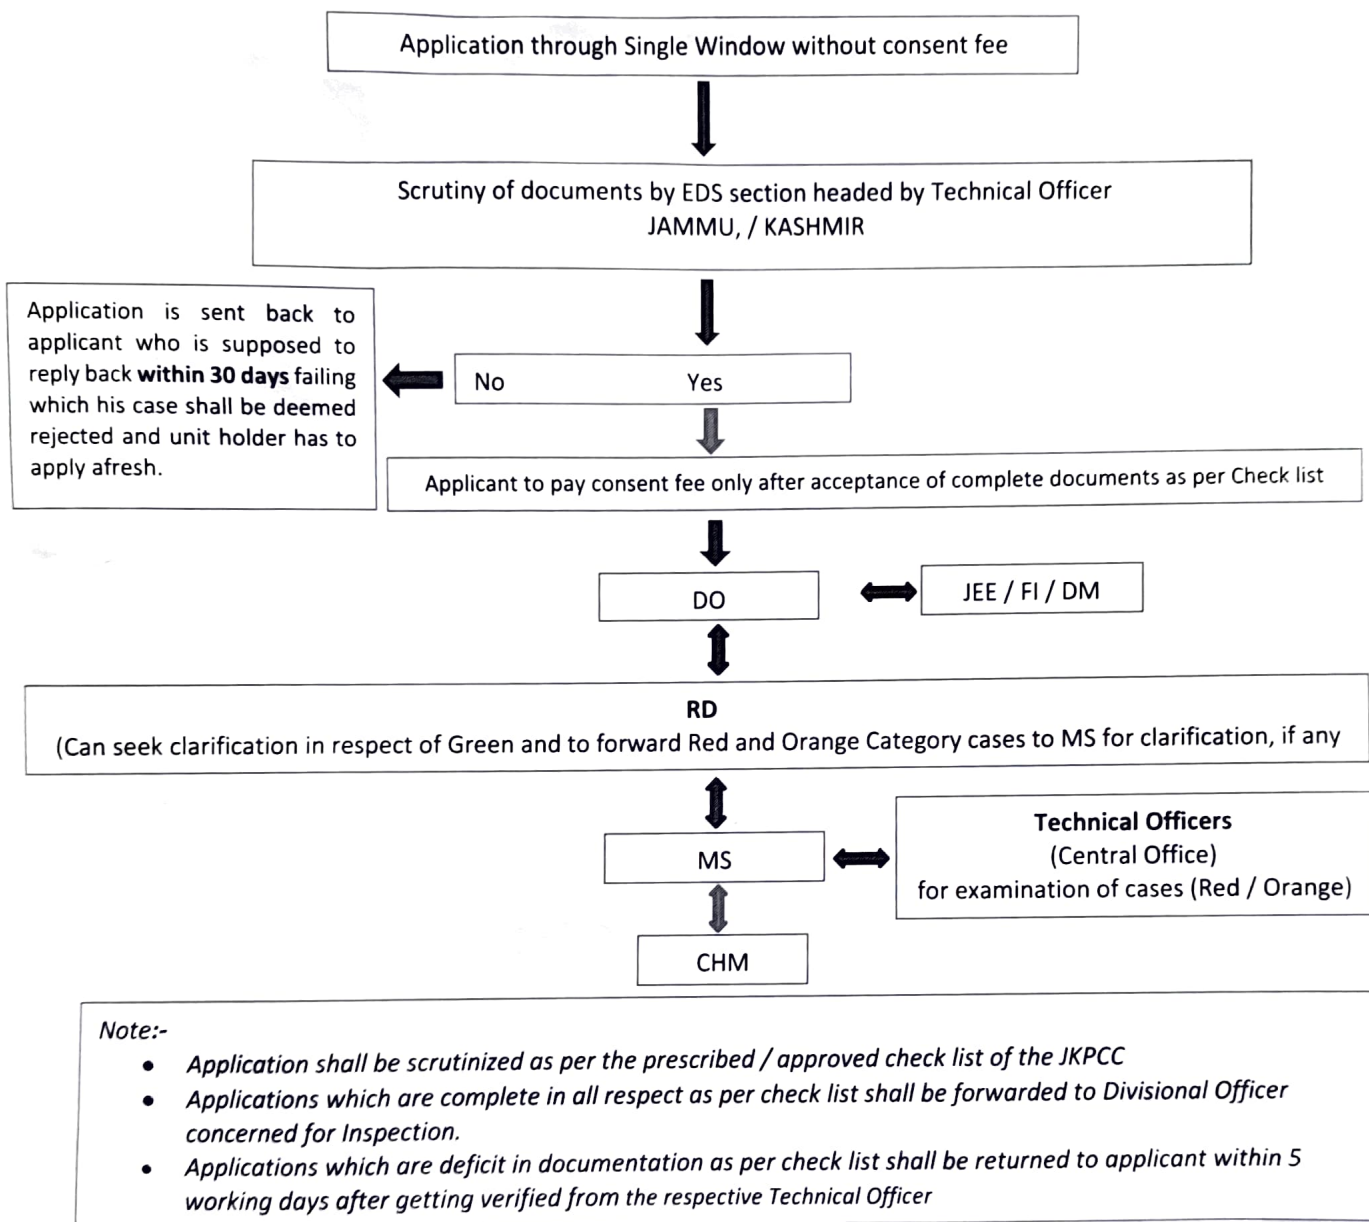 Application through Single Window without consent fee
Scrutiny of documents by EDS section headed by Technical Officer
JAMMU, / KASHMIR
Application is sent back to
applicant who is supposed to
reply back within 30 days failing
which his case shall be deemed
rejected and unit holder has to
apply afresh.
No Yes
Applicant to pay consent fee only after acceptance of complete documents as per Check list
DO
JEE / FI / DM
RD
(Can seek clarification in respect of Green and to forward Red and Orange Category cases to MS for clarification, if any
MS
Technical Officers
(Central Office)
for examination of cases (Red / Orange)
CHM
Note:-
• Application shall be scrutinized as per the prescribed / approved check list of the JKPCC
• Applications which are complete in all respect as per check list shall be forwarded to Divisional Officer
concerned for Inspection.
• Applications which are deficit in documentation as per check list shall be returned to applicant within 5
working days after getting verified from the respective Technical Officer